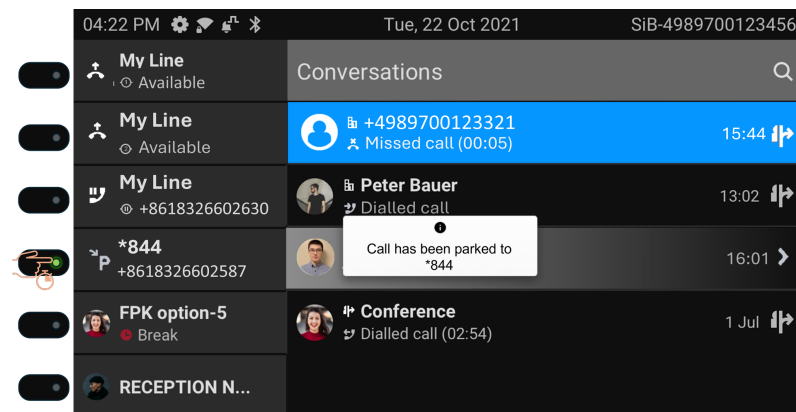 04:22 PM
Tue, 22 Oct 2021
SiB-4989700123456
My Line
Available
My Line
Available
My Line
+8618326602630
P *844
+8618326602587
FPK option-5
Break
RECEPTION N...
Conversations
+4989700123321
Missed call (00:05)
15:44
Peter Bauer
Dialled call
13:02
Call has been parked to
*844
16:01
Conference
Dialled call (02:54)
1 Jul